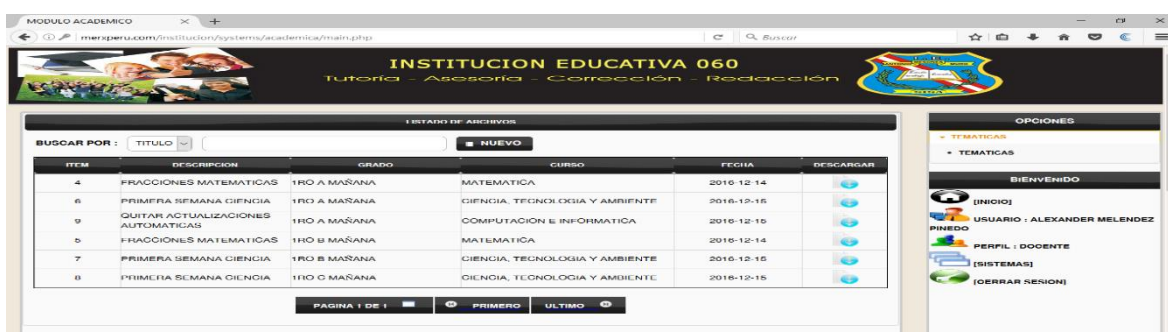 MODULO ACADEMICO
merxperu.com/institucion/systems/academica/main.php
Buscar
INSTITUCION EDUCATIVA 060
Tutoría - Asesoría - Corrección - Redacción
LISTADO DE ARCHIVOS
BUSCAR POR : TITULO NUEVO
ITEM DESCRIPCION GRADO CURSO FECHA DESCARGAR
4 FRACCIONES MATEMATICAS 1RO A MAÑANA MATEMATICA 2016-12-14
6 PRIMERA SEMANA CIENCIA 1RO A MAÑANA CIENCIA, TECNOLOGIA Y AMBIENTE 2016-12-15
9 QUITAR ACTUALIZACIONES AUTOMATICAS 1RO A MAÑANA COMPUTACION E INFORMATICA 2016-12-15
5 FRACCIONES MATEMATICAS 1RO B MAÑANA MATEMATICA 2016-12-14
7 PRIMERA SEMANA CIENCIA 1RO B MAÑANA CIENCIA, TECNOLOGIA Y AMBIENTE 2016-12-15
8 PRIMERA SEMANA CIENCIA 1RO C MAÑANA CIENCIA, TECNOLOGIA Y AMBIENTE 2016-12-15
PAGINA 1 DE 1 PRIMERO ULTIMO
OPCIONES
TEMATICAS
TEMATICAS
BIENVENIDO
[INICIO]
USUARIO : ALEXANDER MELENDEZ
PINEDO
PERFIL : DOCENTE
[SISTEMAS]
[CERRAR SESION]